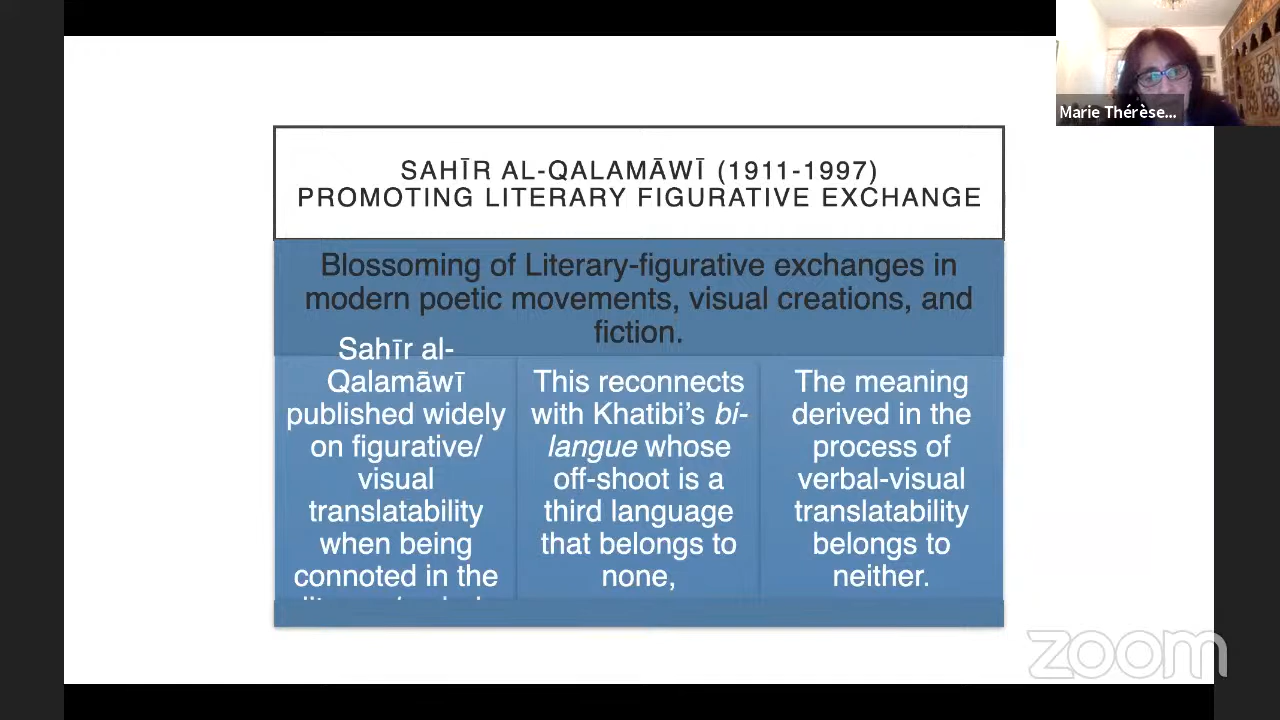 Marie Thérèse...
SAHĪR AL-QALAMĀWĪ (1911-1997)
PROMOTING LITERARY FIGURATIVE EXCHANGE
Blossoming of Literary-figurative exchanges in
modern poetic movements, visual creations, and
fiction.
Sahīr al-
Qalamāwī
published widely
on figurative/
visual
translatability
when being
connoted in the
This reconnects
with Khatibi’s bi-
langue whose
off-shoot is a
third language
that belongs to
none,
The meaning
derived in the
process of
verbal-visual
translatability
belongs to
neither.
zoom